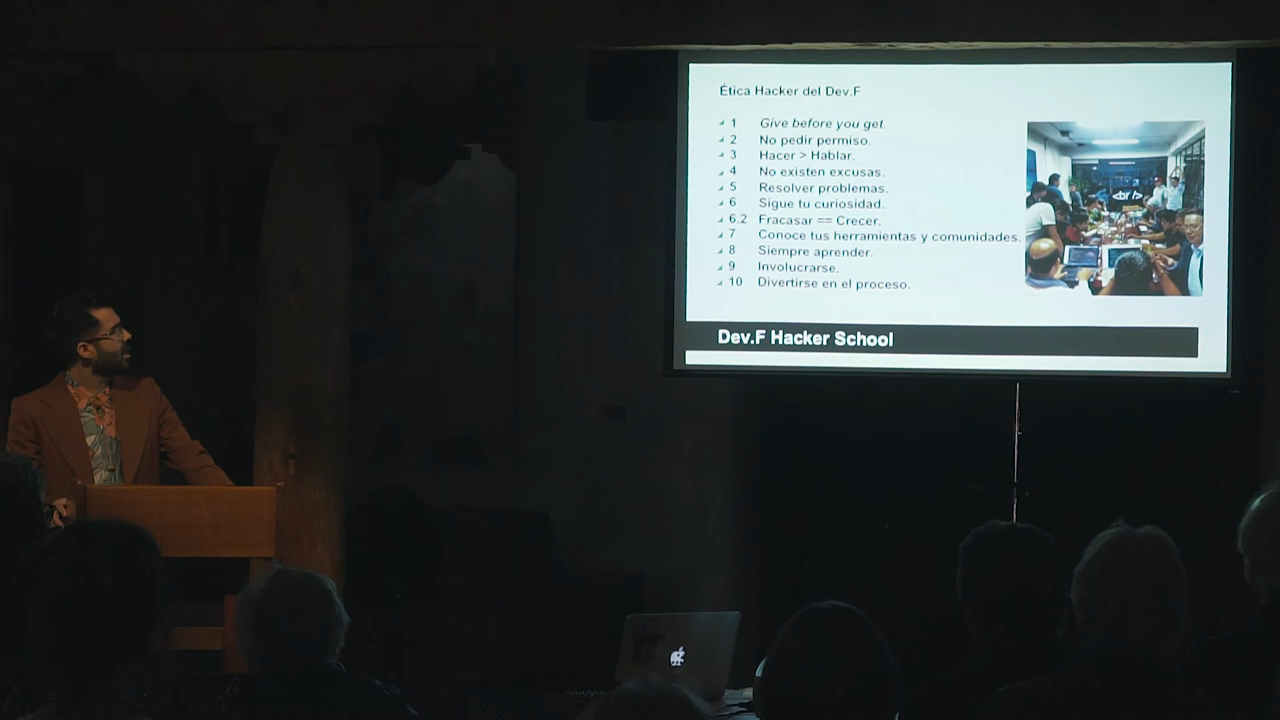 Ética Hacker del Dev.F
1 Give before you get.
2 No pedir permiso.
3 Hacer > Hablar.
4 No existen excusas.
5 Resolver problemas.
6 Sigue tu curiosidad.
6.2 Fracasar == Crecer.
7 Conoce tus herramientas y comunidades.
8 Siempre aprender.
9 Involucrarse.
10 Divertirse en el proceso.
<br/>
Dev.F Hacker School